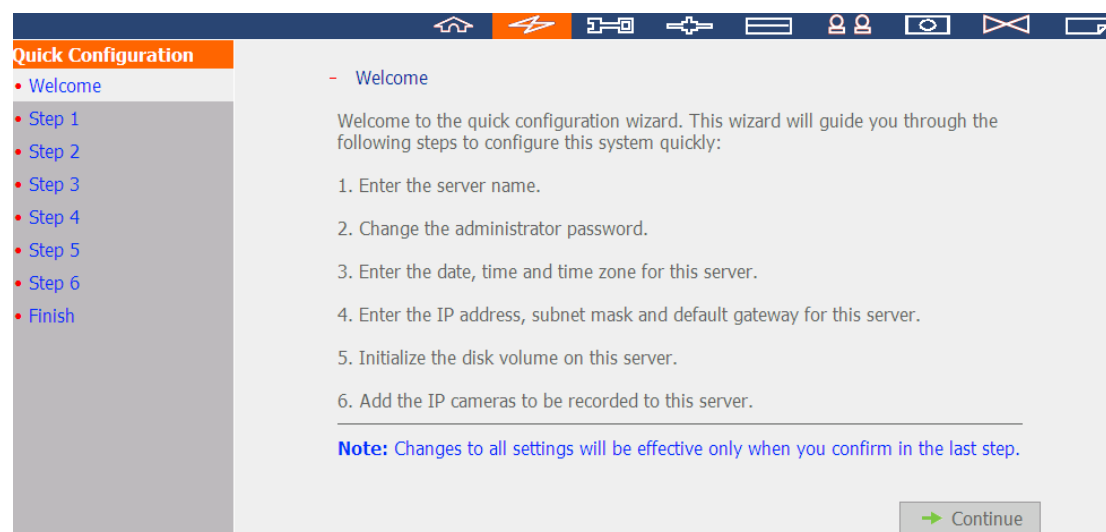 Quick Configuration
• Welcome
• Step 1
• Step 2
• Step 3
• Step 4
• Step 5
• Step 6
• Finish
- Welcome
Welcome to the quick configuration wizard. This wizard will guide you through the
following steps to configure this system quickly:
1. Enter the server name.
2. Change the administrator password.
3. Enter the date, time and time zone for this server.
4. Enter the IP address, subnet mask and default gateway for this server.
5. Initialize the disk volume on this server.
6. Add the IP cameras to be recorded to this server.
Note: Changes to all settings will be effective only when you confirm in the last step.
Continue